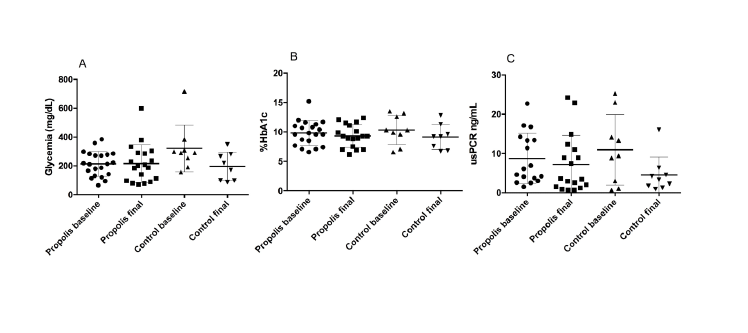 A
Glycemia (mg/dL)
800
600
400
200
0
Propolis baseline
Propolis final
Control baseline
Control final
B
%HbA1c
20
15
10
5
0
Propolis baseline
Propolis final
Control baseline
Control final
C
usPCR ng/mL
30
20
10
0
Propolis baseline
Propolis final
Control baseline
Control final